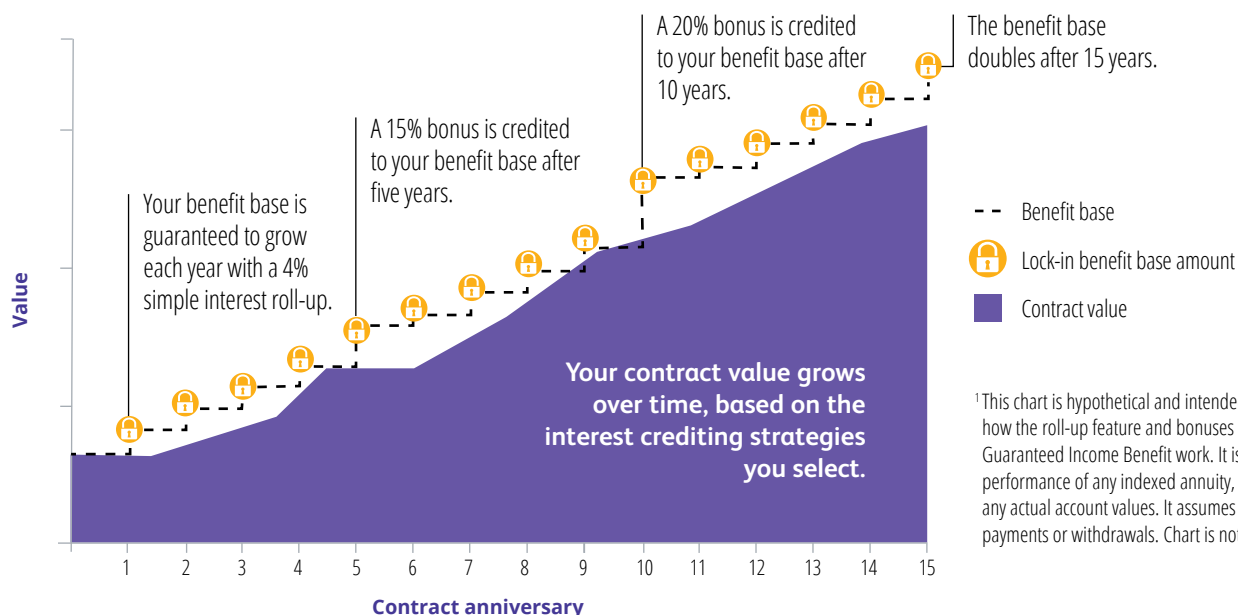 A 20% bonus is credited
to your benefit base after
10 years.
The benefit base
doubles after 15 years.
A 15% bonus is credited
to your benefit base after
five years.
Your benefit base is
guaranteed to grow
each year with a 4%
simple interest roll-up.
Value
Benefit base
Lock-in benefit base amount
Contract value
Your contract value grows
over time, based on the
interest crediting strategies
you select.
1 This chart is hypothetical and intende
how the roll-up feature and bonuses
Guaranteed Income Benefit work. It is
performance of any indexed annuity,
any actual account values. It assumes
payments or withdrawals. Chart is not
1 2 3 4 5 6 7 8 9 10 11 12 13 14 15
Contract anniversary